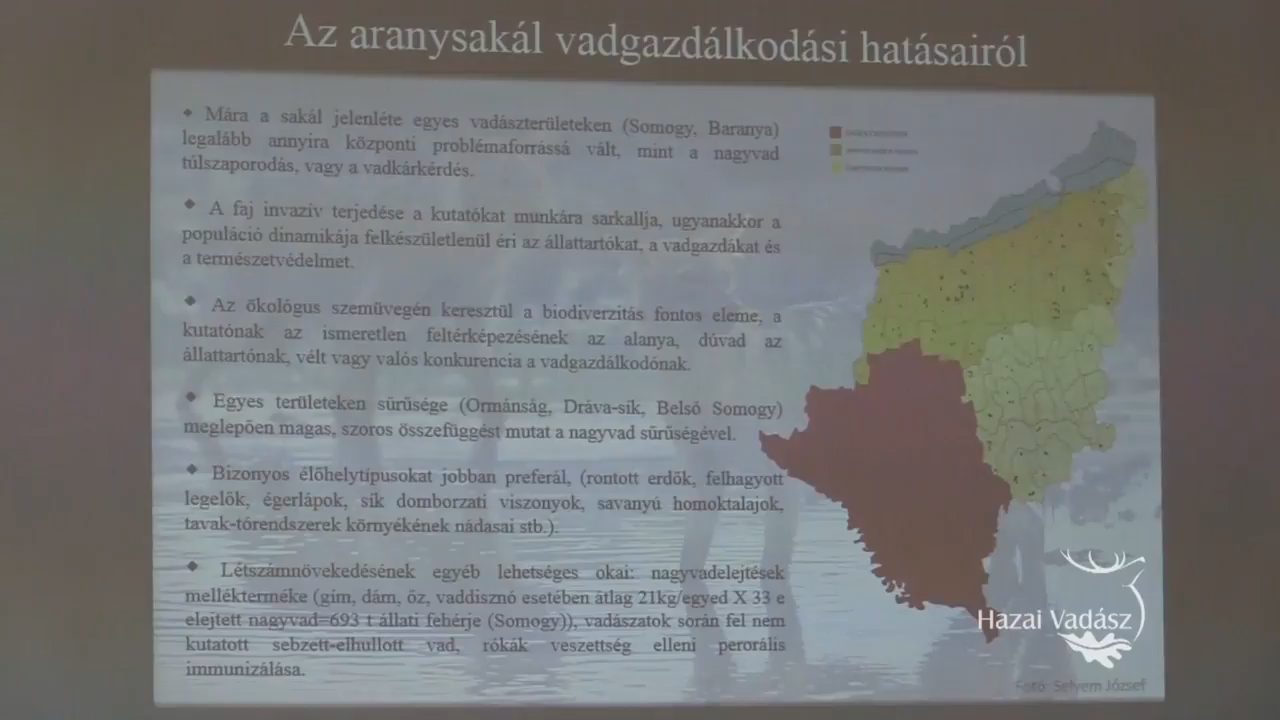 Az aranysakál vadgazdálkodási hatásairól
◆ Mára a sakál jelenléte egyes vadászterületeken (Somogy, Baranya)
legalább annyira központi problémaforrássá vált, mint a nagyvad
túlszaporodás, vagy a vadkárkérdés.
◆ A faj invazív terjedése a kutatókat munkára sarkallja, ugyanakkor a
populáció dinamikája felkészületlenül éri az állattartókat, a vadgazdákat és
a természetvédelmet.
◆ Az ökológus szemüvegén keresztül a biodiverzitás fontos eleme, a
kutatónak az ismeretlen feltérképezésének az alanya, dúvad az
állattartónak, vélt vagy valós konkurencia a vadgazdálkodónak.
◆ Egyes területeken sűrűsége (Ormánság, Dráva-sík, Belső Somogy)
meglepően magas, szoros összefüggést mutat a nagyvad sűrűségével.
◆ Bizonyos élőhelytípusokat jobban preferál, (rontott erdők, felhagyott
legelők, égerlápok, sík domborzati viszonyok, savanyú homoktalajok,
tavak-tórendszerek környékének nádasai stb.).
◆ Létszámnövekedésének egyéb lehetséges okai: nagyvadelejtések
mellékterméke (gím, dám, őz, vaddisznó esetében átlag 21kg/egyed X 33 e
elejtett nagyvad=693 t állati fehérje (Somogy)), vadászatok során fel nem
kutatott sebzett-elhullott vad, rókák veszettség elleni perorális
immunizálása.
Hazai Vadász
Fotó: Selyem József